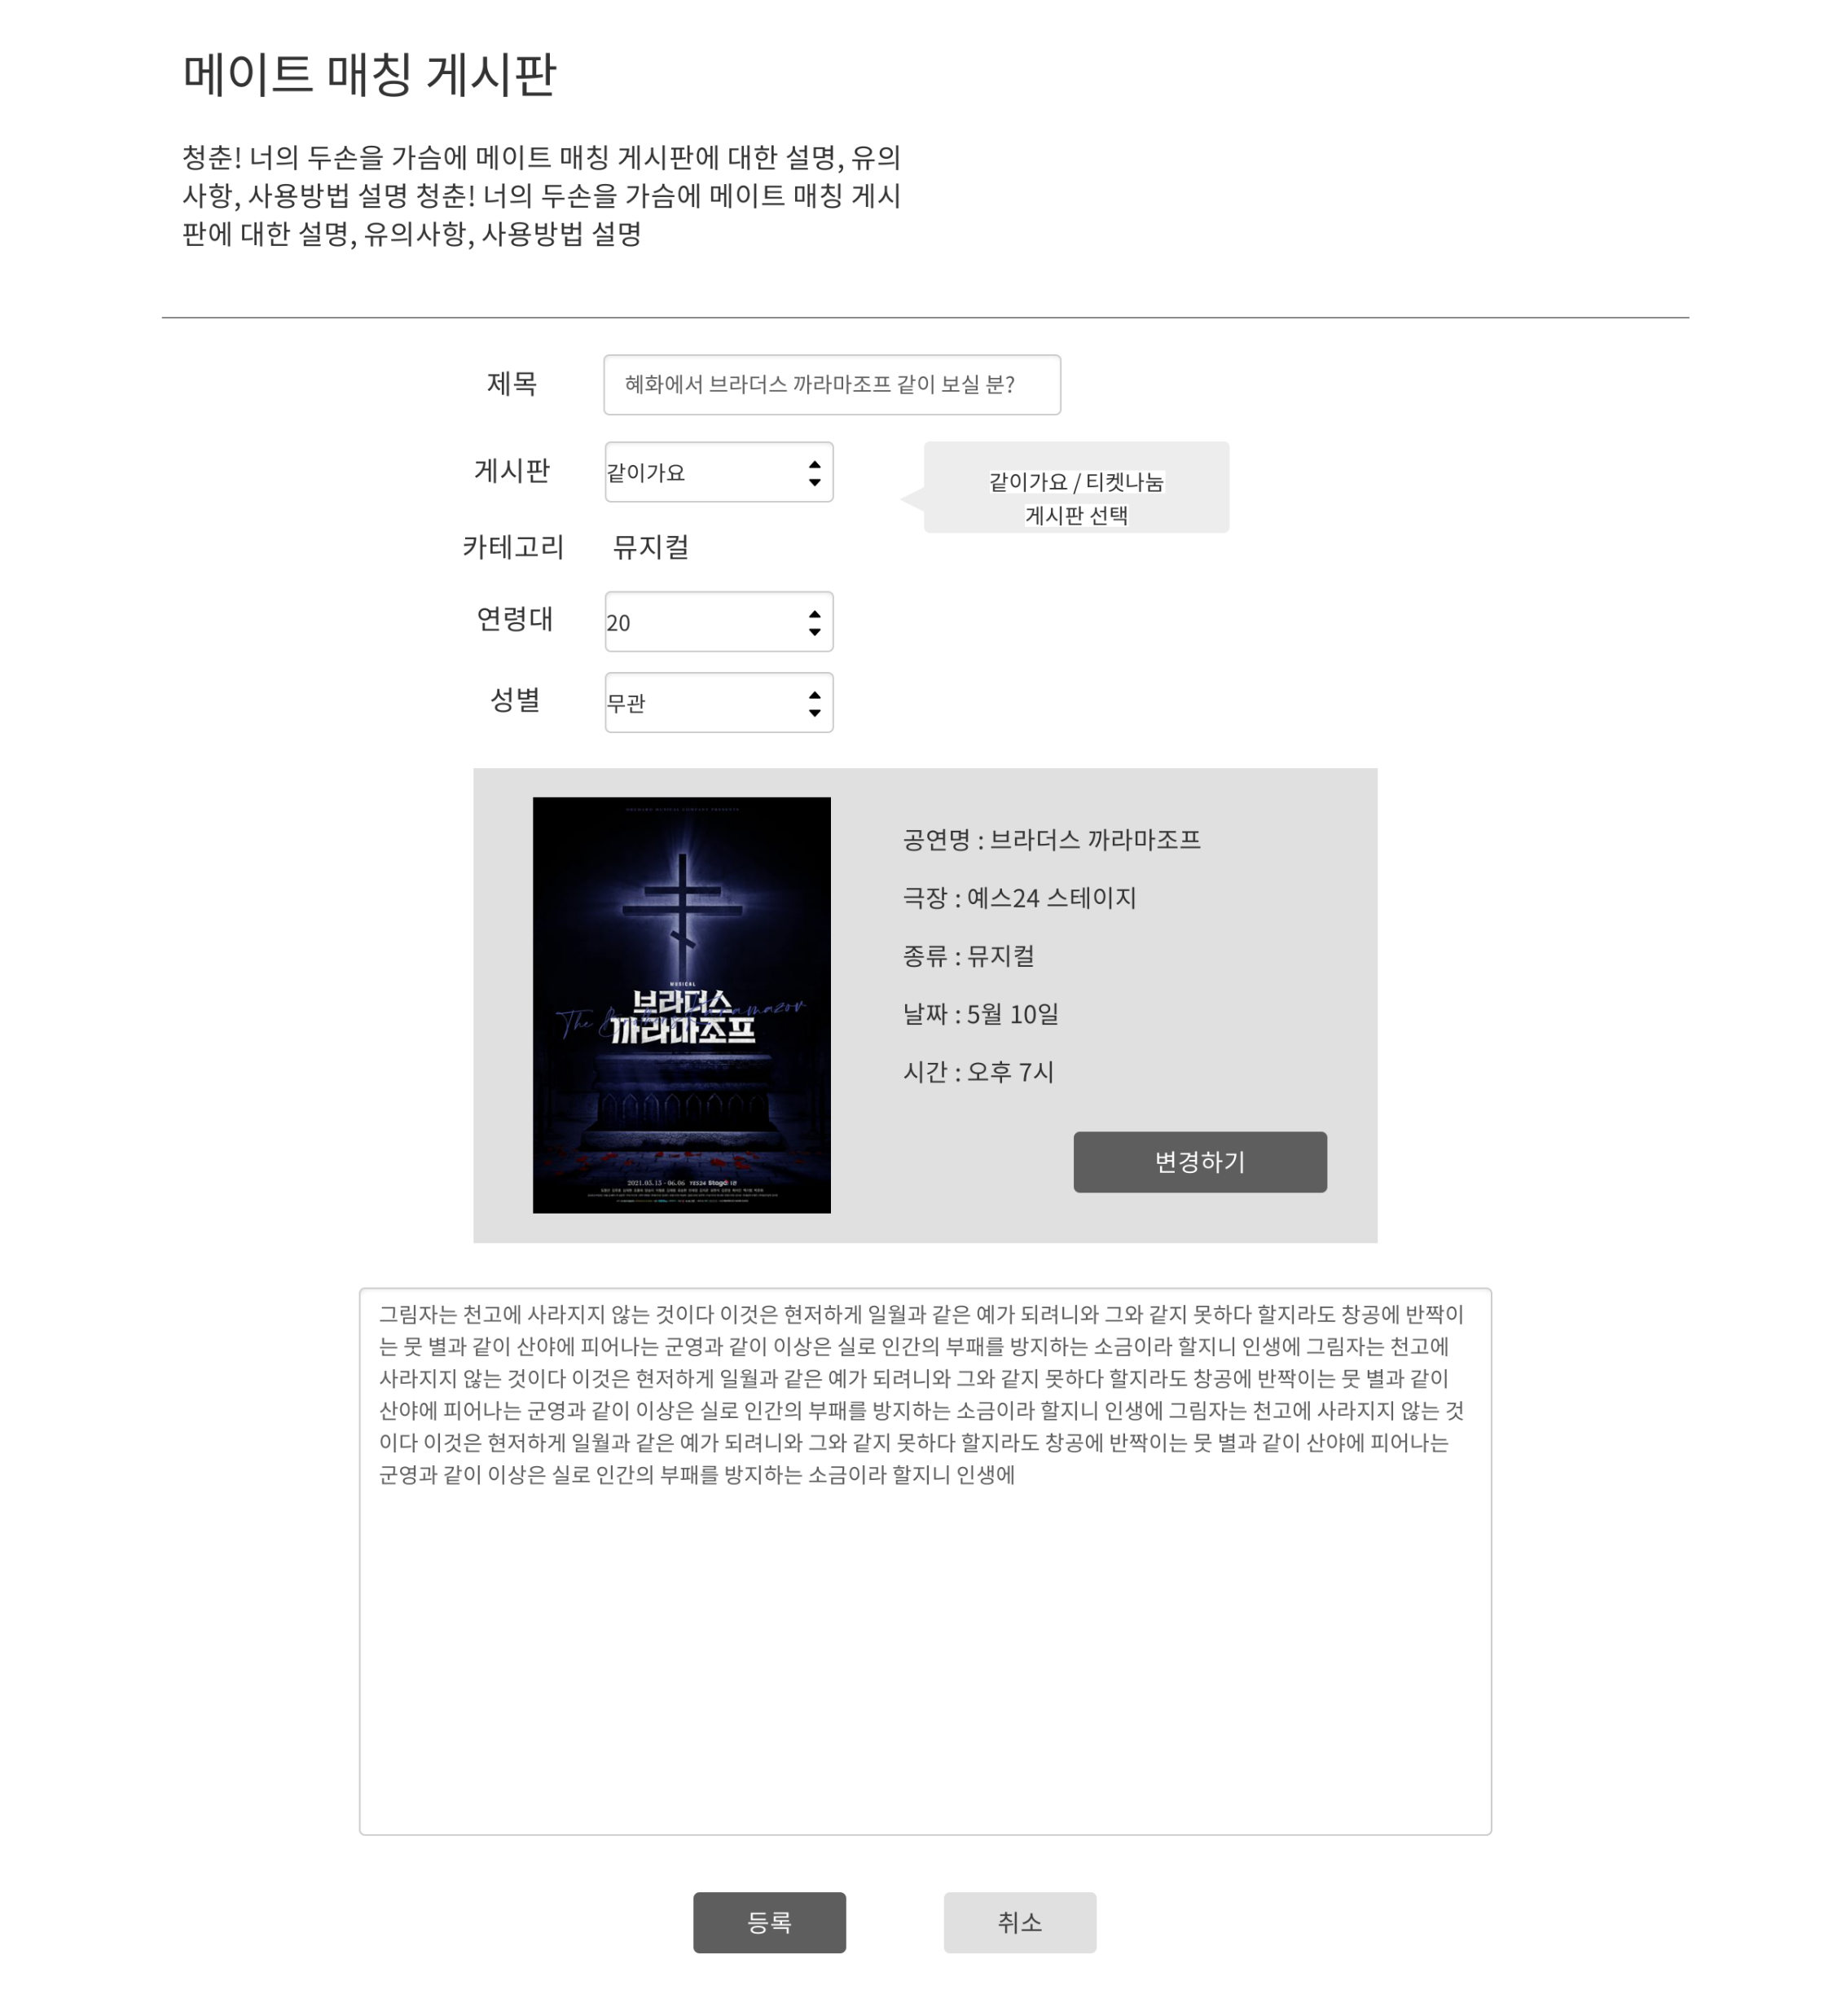 메이트 매칭 게시판
청춘! 너의 두손을 가슴에 메이트 매칭 게시판에 대한 설명, 유의
사항, 사용방법 설명 청춘! 너의 두손을 가슴에 메이트 매칭 게시
판에 대한 설명, 유의사항, 사용방법 설명
제목 혜화에서 브라더스 까라마조프 같이 보실 분?
게시판 같이가요
같이가요 / 티켓나눔
게시판 선택
카테고리 뮤지컬
연령대 20
성별 무관
MUSICAL
브라더스
까라마조프
The Brothers Karamazov
2021.05.13 - 06.06 YES24 Stage 1관
공연명 : 브라더스 까라마조프
극장 : 예스24 스테이지
종류 : 뮤지컬
날짜 : 5월 10일
시간 : 오후 7시
변경하기
그림자는 천고에 사라지지 않는 것이다 이것은 현저하게 일월과 같은 예가 되려니와 그와 같지 못하다 할지라도 창공에 반짝이
는 뭇 별과 같이 산야에 피어나는 군영과 같이 이상은 실로 인간의 부패를 방지하는 소금이라 할지니 인생에 그림자는 천고에
사라지지 않는 것이다 이것은 현저하게 일월과 같은 예가 되려니와 그와 같지 못하다 할지라도 창공에 반짝이는 뭇 별과 같이
산야에 피어나는 군영과 같이 이상은 실로 인간의 부패를 방지하는 소금이라 할지니 인생에 그림자는 천고에 사라지지 않는 것
이다 이것은 현저하게 일월과 같은 예가 되려니와 그와 같지 못하다 할지라도 창공에 반짝이는 뭇 별과 같이 산야에 피어나는
군영과 같이 이상은 실로 인간의 부패를 방지하는 소금이라 할지니 인생에
등록 취소